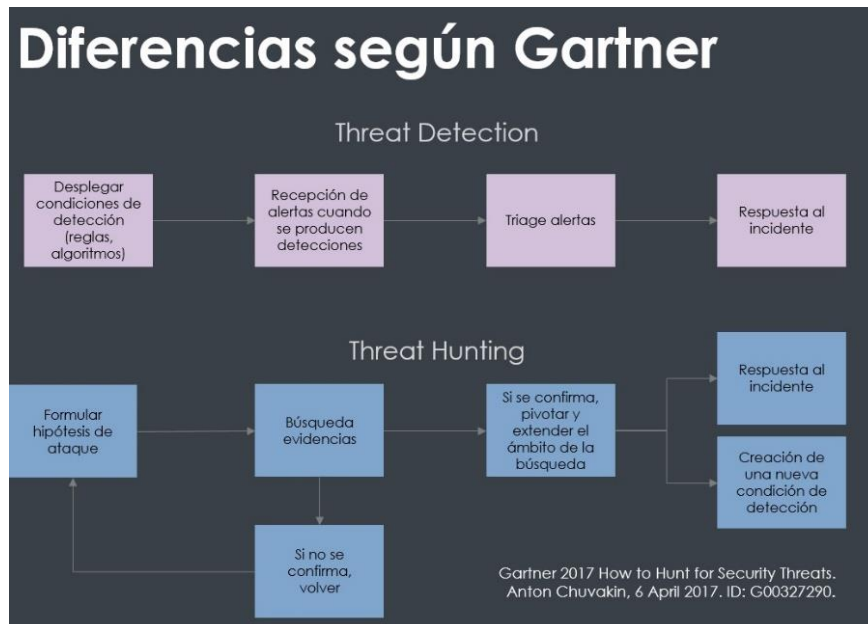 Diferencias según Gartner
Threat Detection
Desplegar
condiciones de
detección
(reglas,
algoritmos)
Recepción de
alertas cuando
se producen
detecciones
Triage alertas
Respuesta al
incidente
Threat Hunting
Formular
hipótesis de
ataque
Búsqueda
evidencias
Si se confirma,
pivotar y
extender el
ámbito de la
búsqueda
Respuesta al
incidente
Creación de
una nueva
condición de
detección
Si no se
confirma,
volver
Gartner 2017 How to Hunt for Security Threats.
Anton Chuvakin, 6 April 2017. ID: G00327290.